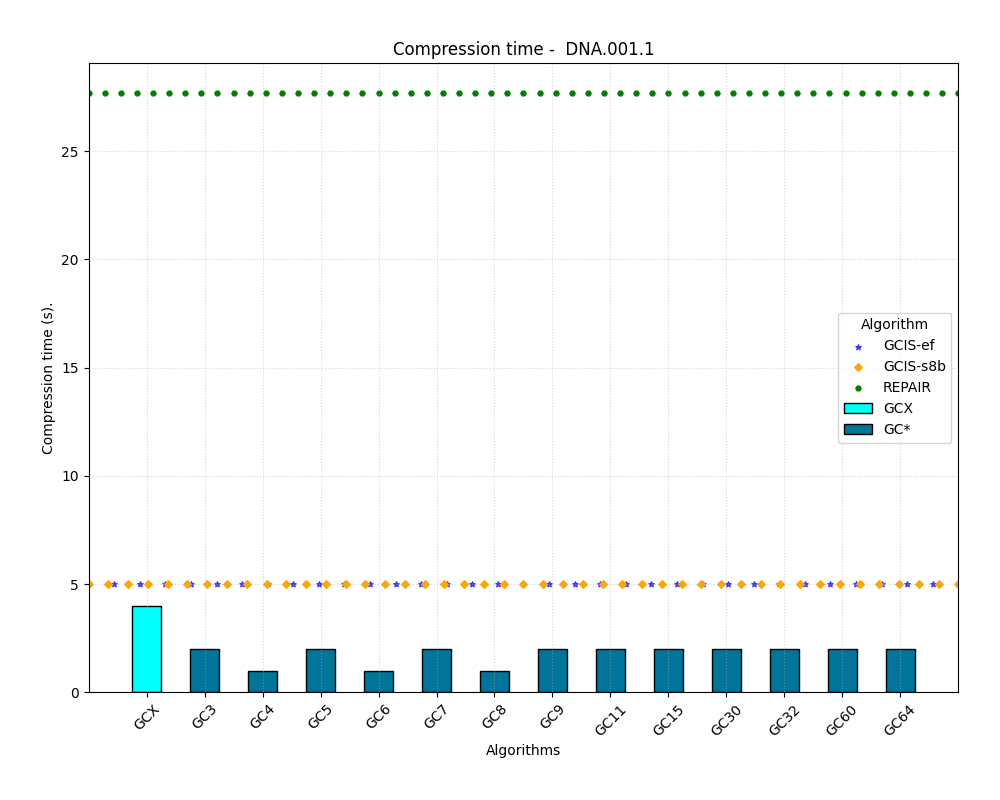 Compression time -  DNA.001.1
25
20
15
10
5
0
Compression time (s).
Algorithm
GCIS-ef
GCIS-s8b
REPAIR
GCX
GC*
GCX
GC3
GC4
GC5
GC6
GC7
GC8
GC9
GC11
GC15
GC30
GC32
GC60
GC64
Algorithms